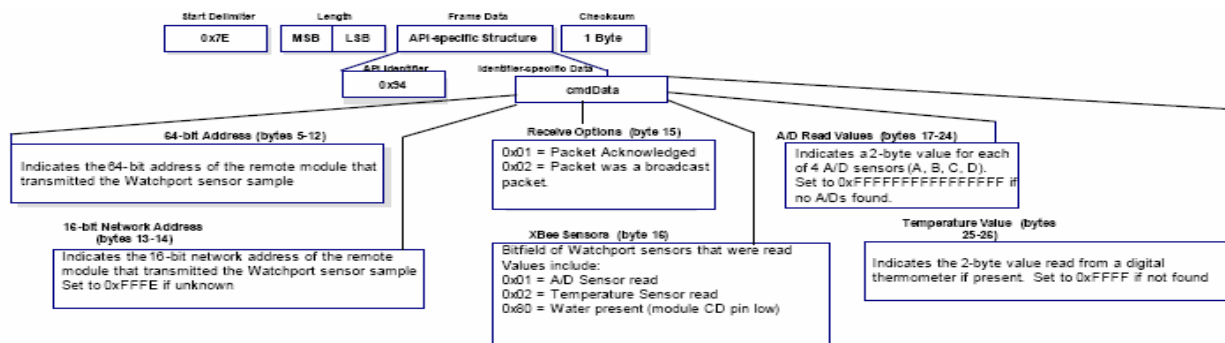 Start Delimiter
Length
Frame Data
Checksum
0x7E
MSB
LSB
API-specific Structure
1 Byte
API Identifier
Identifier-specific Data
0x94
cmdData
64-bit Address (bytes 5-12)
Indicates the 64-bit address of the remote module that
transmitted the Watchport sensor sample
Receive Options (byte 15)
0x01 = Packet Acknowledged
0x02 = Packet was a broadcast
packet.
A/D Read Values (bytes 17-24)
Indicates a 2-byte value for each
of 4 A/D sensors (A, B, C, D).
Set to 0xFFFFFFFFFFFFFFFF if
no A/Ds found.
16-bit Network Address
(bytes 13-14)
Indicates the 16-bit network address of the remote
module that transmitted the Watchport sensor sample
Set to 0xFFFE if unknown
XBee Sensors (byte 16)
Bitfield of Watchport sensors that were read
Values include:
0x01 = A/D Sensor read
0x02 = Temperature Sensor read
0x60 = Water present (module CD pin low)
Temperature Value (bytes
25-26)
Indicates the 2-byte value read from a digital
thermometer if present. Set to 0xFFFF if not found